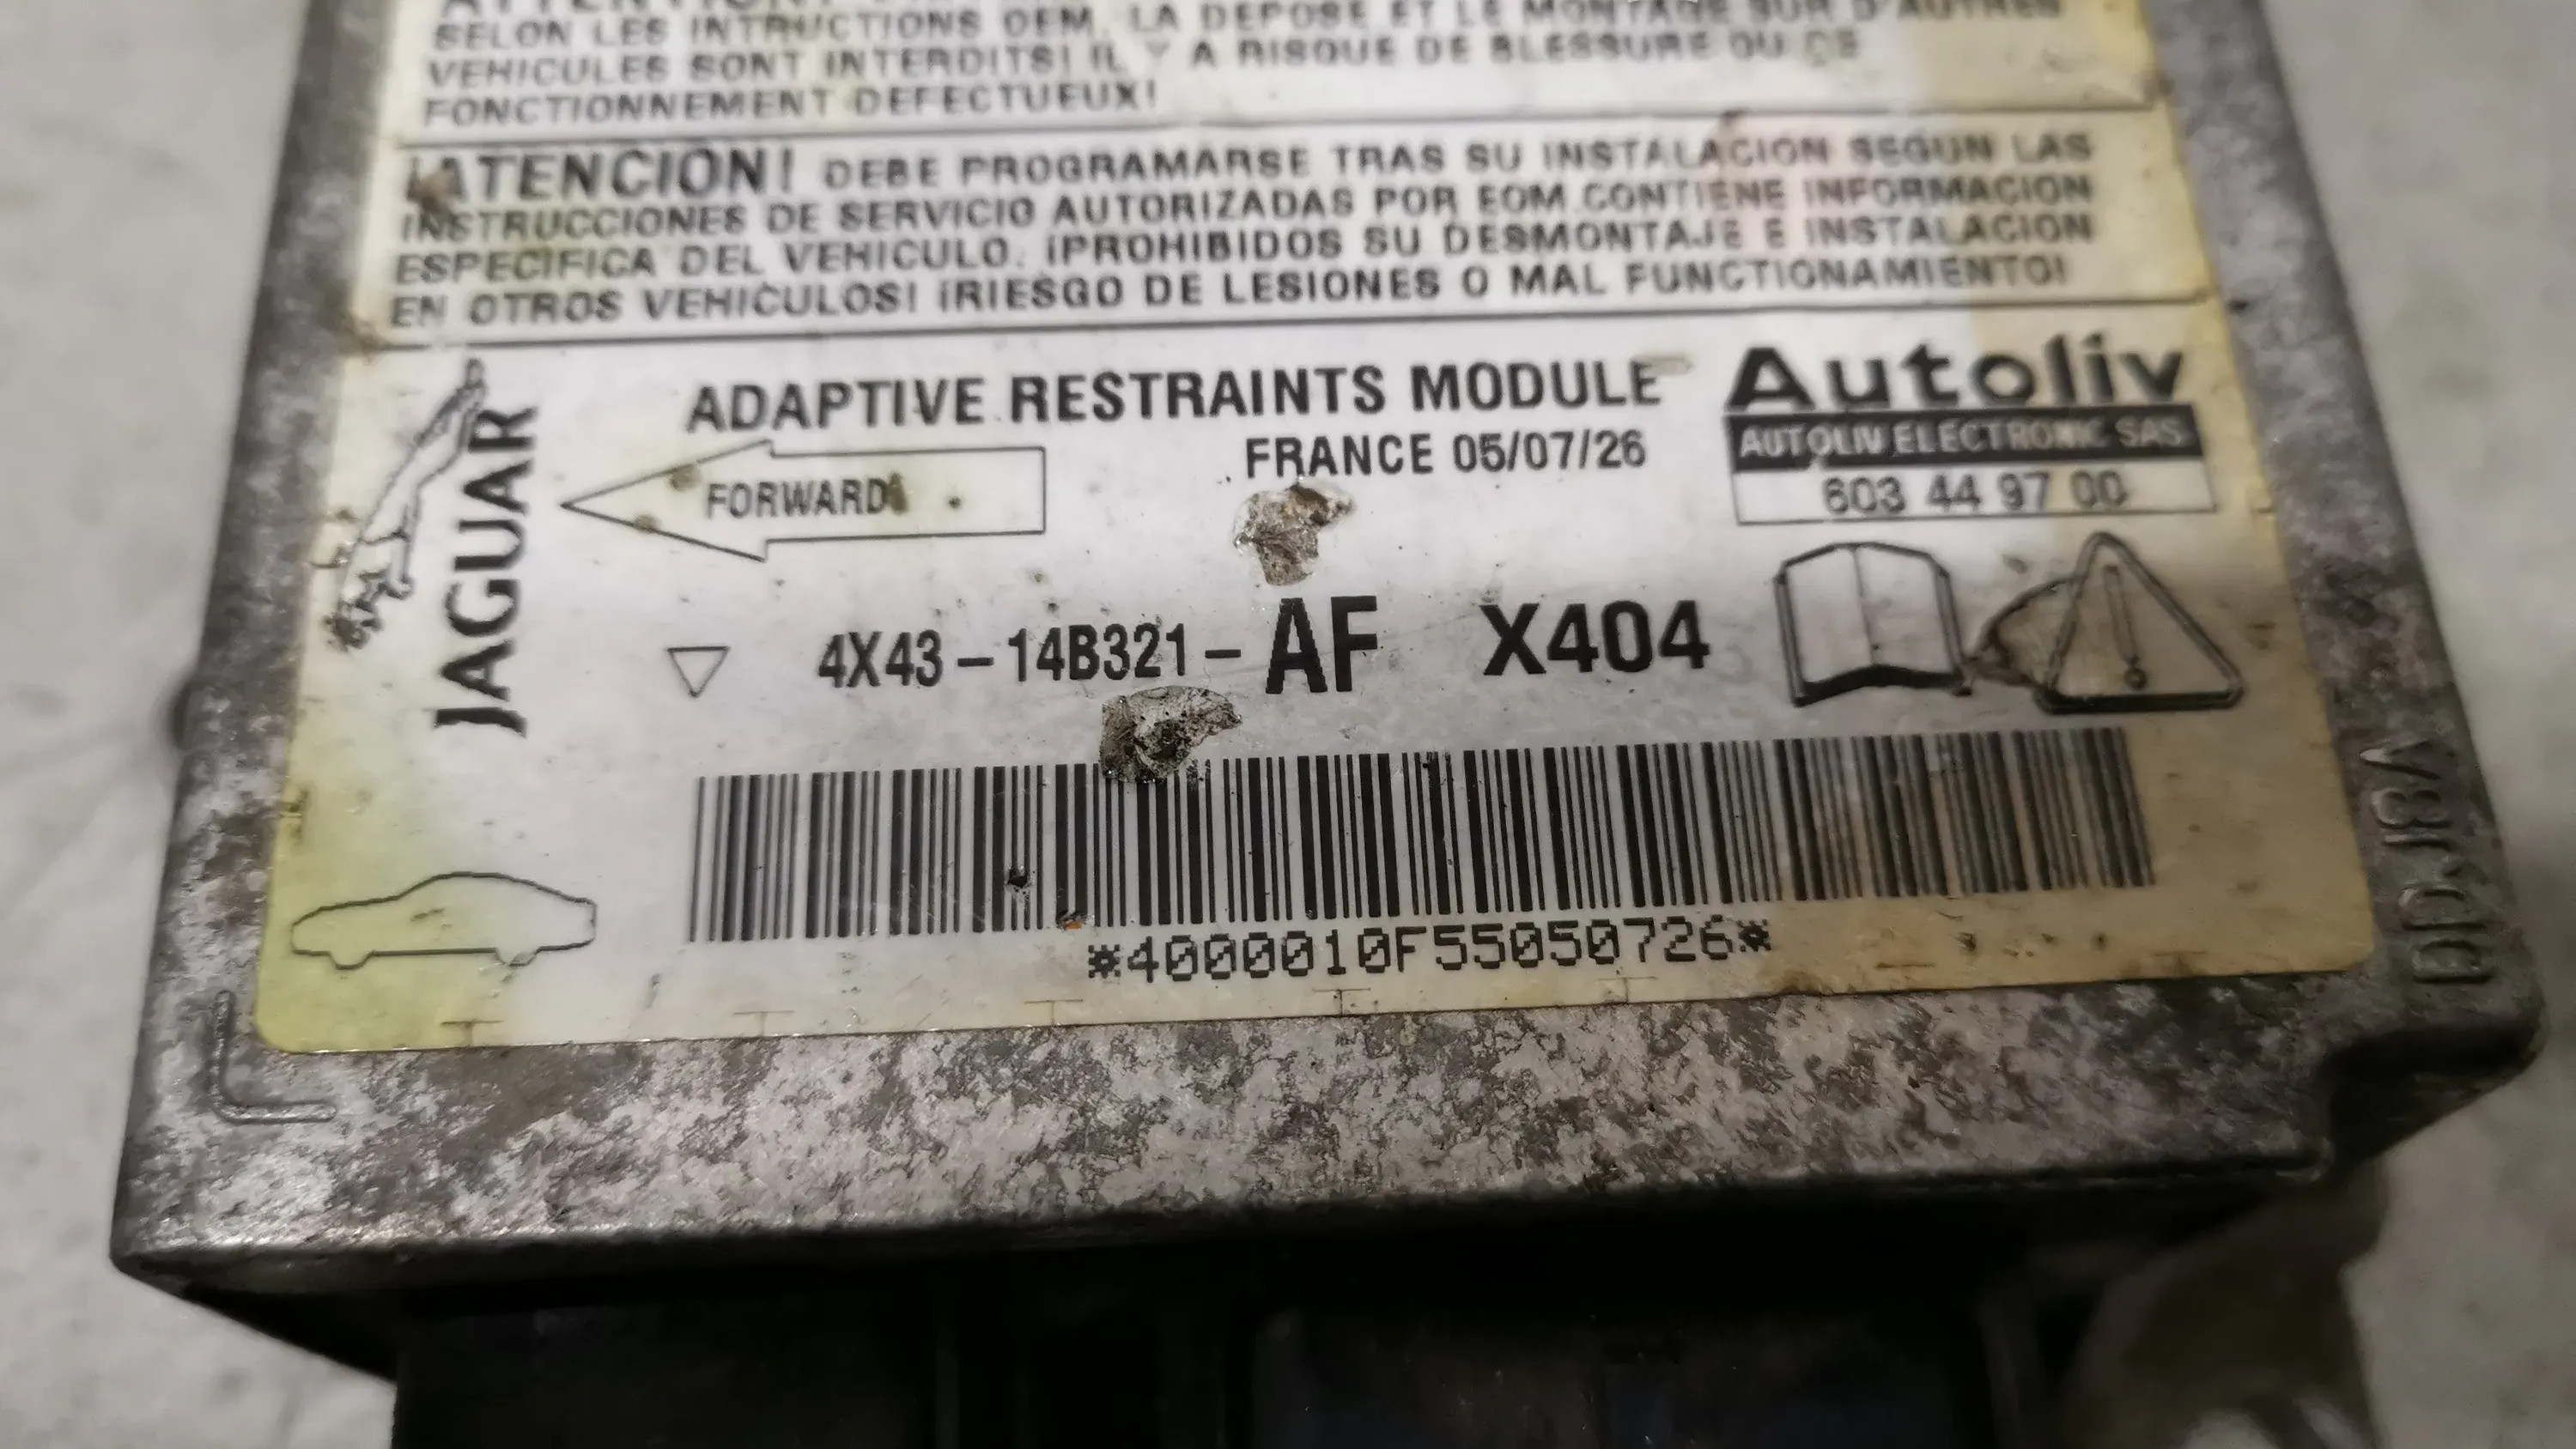 SELON LES INTRUCTIONS OEM, LA DEPOSE ET LE MONTAGE SUR D'AUTRES
VEHICULES SONT INTERDITS! IL Y A RISQUE DE BLESSURE OU DE
FONCTIONNEMENT DEFECTUEUX!
¡ATENCION! DEBE PROGRAMARSE TRAS SU INSTALACION SEGUN LAS
INSTRUCCIONES DE SERVICIO AUTORIZADAS POR EOM.CONTIENE INFORMACION
ESPECIFICA DEL VEHICULO. ¡PROHIBIDOS SU DESMONTAJE E INSTALACION
EN OTROS VEHICULOS! ¡RIESGO DE LESIONES O MAL FUNCTIONAMIENTO!
JAGUAR
ADAPTIVE RESTRAINTS MODULE
FRANCE 05/07/26
FORWARD
Autoliv
AUTOLIV ELECTRONIC SAS
603 44 97 00
4X43-14B321-AF X404
*4000010F55050726*